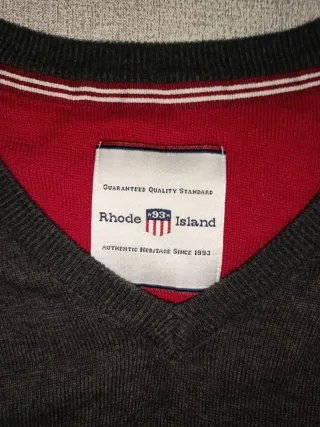 Guaranteed Quality Standard
Rhode 93 Island
Authentic Heritage Since 1993